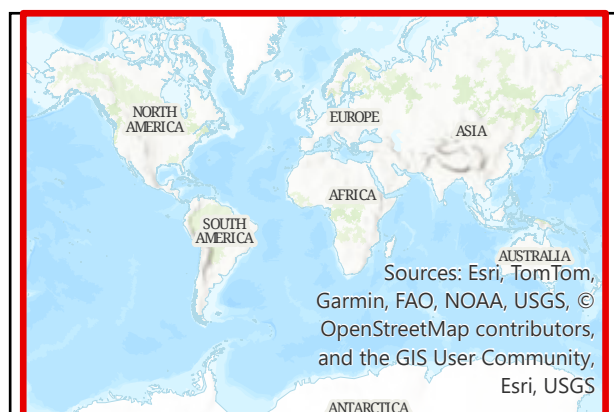 NORTH
AMERICA
EUROPE
ASIA
AFRICA
SOUTH
AMERICA
AUSTRALIA
Sources: Esri, TomTom,
Garmin, FAO, NOAA, USGS, ©
OpenStreetMap contributors,
and the GIS User Community,
Esri, USGS
ANTARCTICA